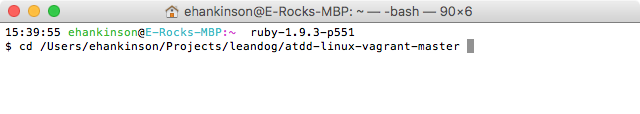 ehankinson@E-Rocks-MBP: ~ — -bash — 90×6
15:39:55 ehankinson@E-Rocks-MBP:~ ruby-1.9.3-p551
$ cd /Users/ehankinson/Projects/leandog/atdd-linux-vagrant-master